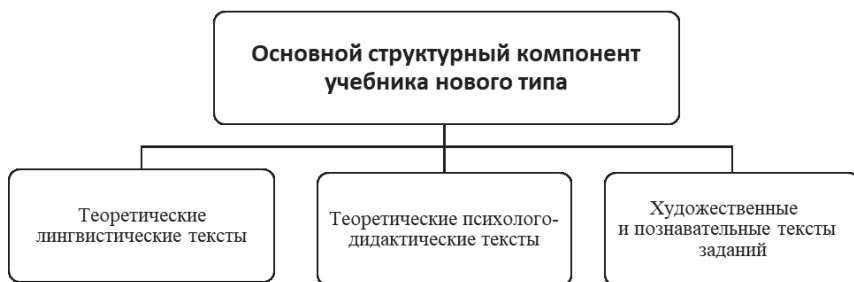 Основной структурный компонент
учебника нового типа
Теоретические
лингвистические тексты
Теоретические психолого-
дидактические тексты
Художественные
и познавательные тексты
заданий